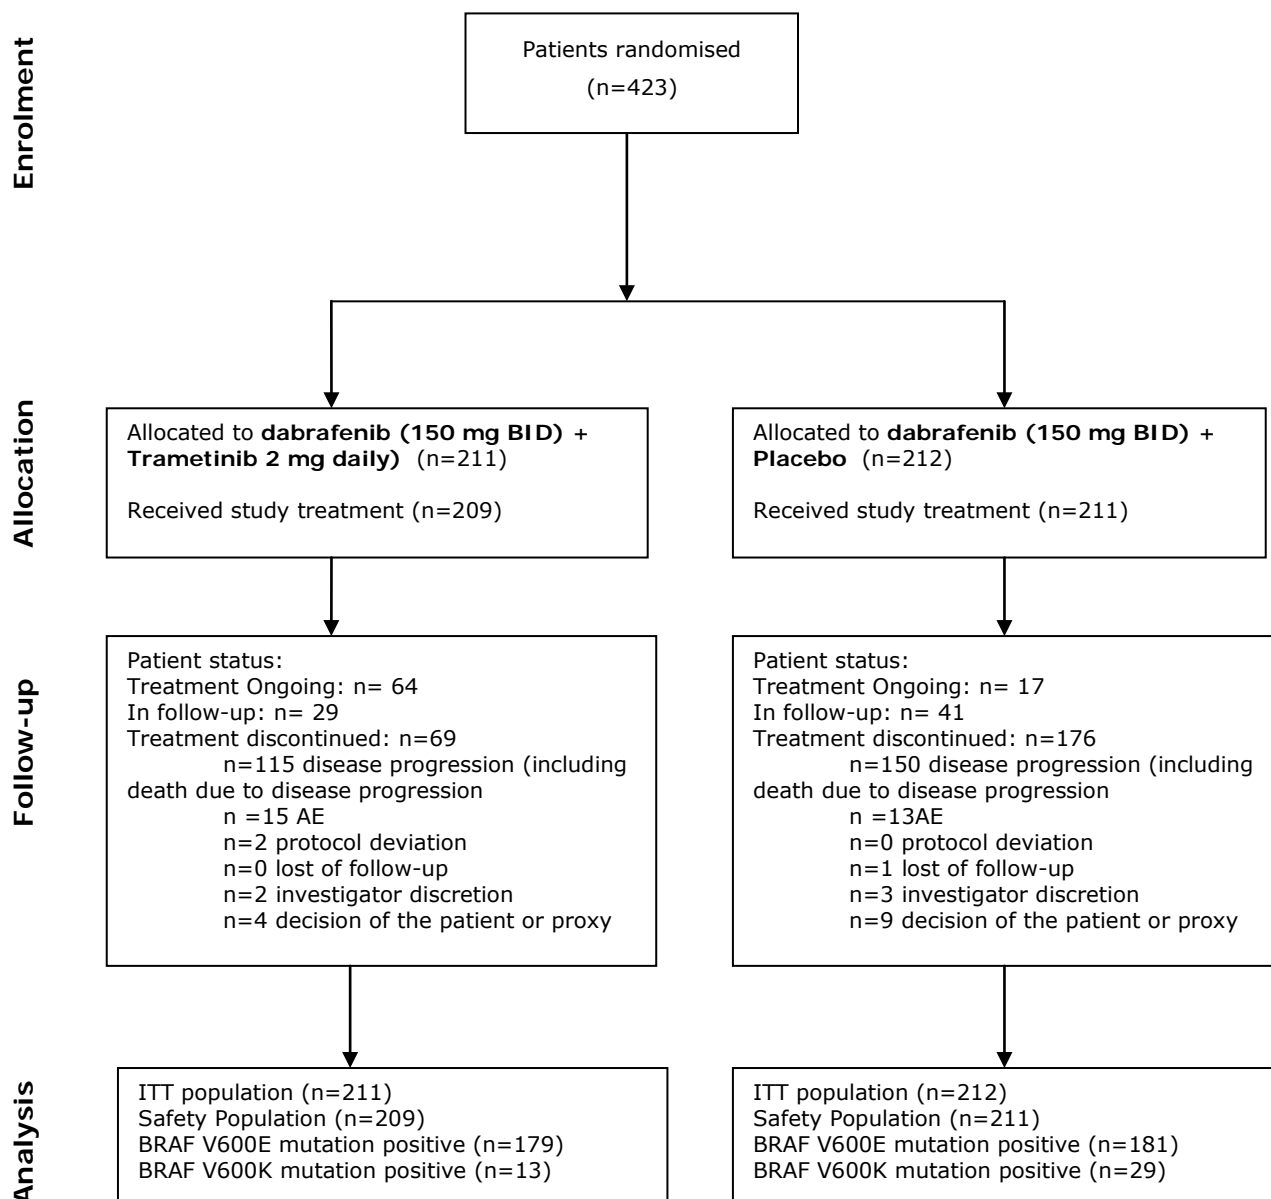 Enrolment
Patients randomised
(n=423)
Allocation
Allocated to dabrafenib (150 mg BID) +
Trametinib 2 mg daily)  (n=211)
Received study treatment (n=209)
Allocated to dabrafenib (150 mg BID) +
Placebo  (n=212)
Received study treatment (n=211)
Follow-up
Patient status:
Treatment Ongoing: n= 64
In follow-up: n= 29
Treatment discontinued: n=69
n=115 disease progression (including
death due to disease progression
n =15 AE
n=2 protocol deviation
n=0 lost of follow-up
n=2 investigator discretion
n=4 decision of the patient or proxy
Patient status:
Treatment Ongoing: n= 17
In follow-up: n= 41
Treatment discontinued: n=176
n=150 disease progression (including
death due to disease progression
n =13AE
n=0 protocol deviation
n=1 lost of follow-up
n=3 investigator discretion
n=9 decision of the patient or proxy
Analysis
ITT population (n=211)
Safety Population (n=209)
BRAF V600E mutation positive (n=179)
BRAF V600K mutation positive (n=13)
ITT population (n=212)
Safety Population (n=211)
BRAF V600E mutation positive (n=181)
BRAF V600K mutation positive (n=29)